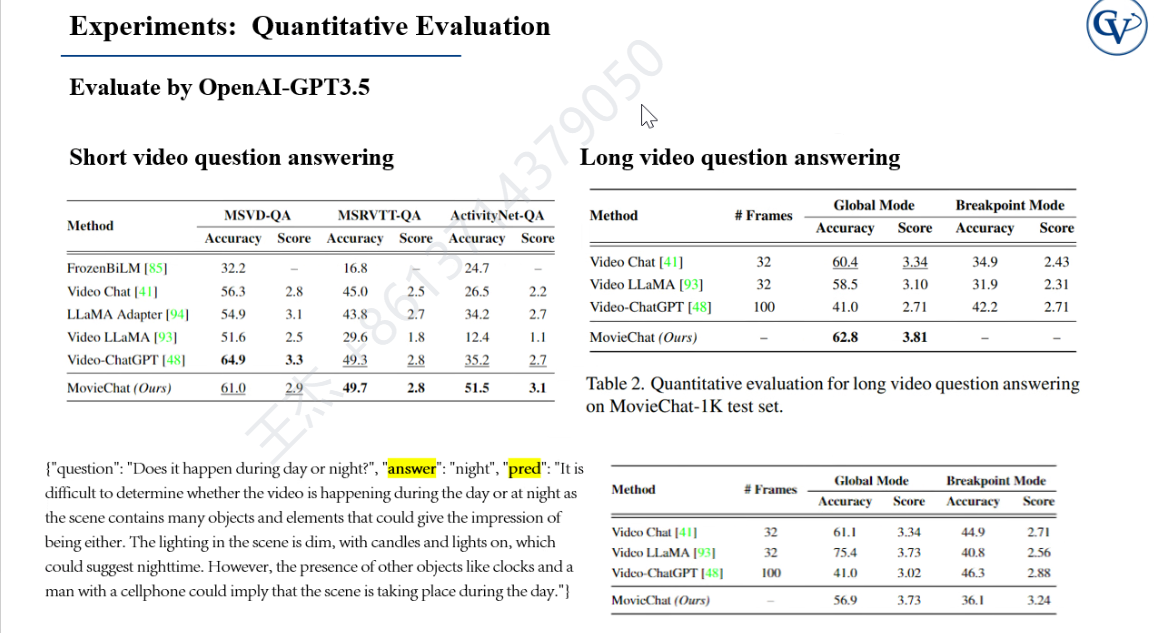 Experiments: Quantitative Evaluation
GV
Evaluate by OpenAI-GPT3.5
Short video question answering
Method MSVD-QA MSRVTT-QA ActivityNet-QA
Accuracy Score Accuracy Score Accuracy Score
FrozenBiLM [85] 32.2 – 16.8 – 24.7 –
Video Chat [41] 56.3 2.8 45.0 2.5 26.5 2.2
LLaMA Adapter [94] 54.9 3.1 43.8 2.7 34.2 2.7
Video LLaMA [93] 51.6 2.5 29.6 1.8 12.4 1.1
Video-ChatGPT [48] 64.9 3.3 49.3 2.8 35.2 2.7
MovieChat (Ours) 61.0 2.9 49.7 2.8 51.5 3.1
Long video question answering
Method # Frames Global Mode Breakpoint Mode
Accuracy Score Accuracy Score
Video Chat [41] 32 60.4 3.34 34.9 2.43
Video LLaMA [93] 32 58.5 3.10 31.9 2.31
Video-ChatGPT [48] 100 41.0 2.71 42.2 2.71
MovieChat (Ours) – 62.8 3.81 – –
Table 2. Quantitative evaluation for long video question answering
on MovieChat-1K test set.
{"question": "Does it happen during day or night?", "answer": "night", "pred": "It is
difficult to determine whether the video is happening during the day or at night as
the scene contains many objects and elements that could give the impression of
being either. The lighting in the scene is dim, with candles and lights on, which
could suggest nighttime. However, the presence of other objects like clocks and a
man with a cellphone could imply that the scene is taking place during the day."}
Method # Frames Global Mode Breakpoint Mode
Accuracy Score Accuracy Score
Video Chat [41] 32 61.1 3.34 44.9 2.71
Video LLaMA [93] 32 75.4 3.73 40.8 2.56
Video-ChatGPT [48] 100 41.0 3.02 46.3 2.88
MovieChat (Ours) – 56.9 3.73 36.1 3.24
王杰 +8613714379050